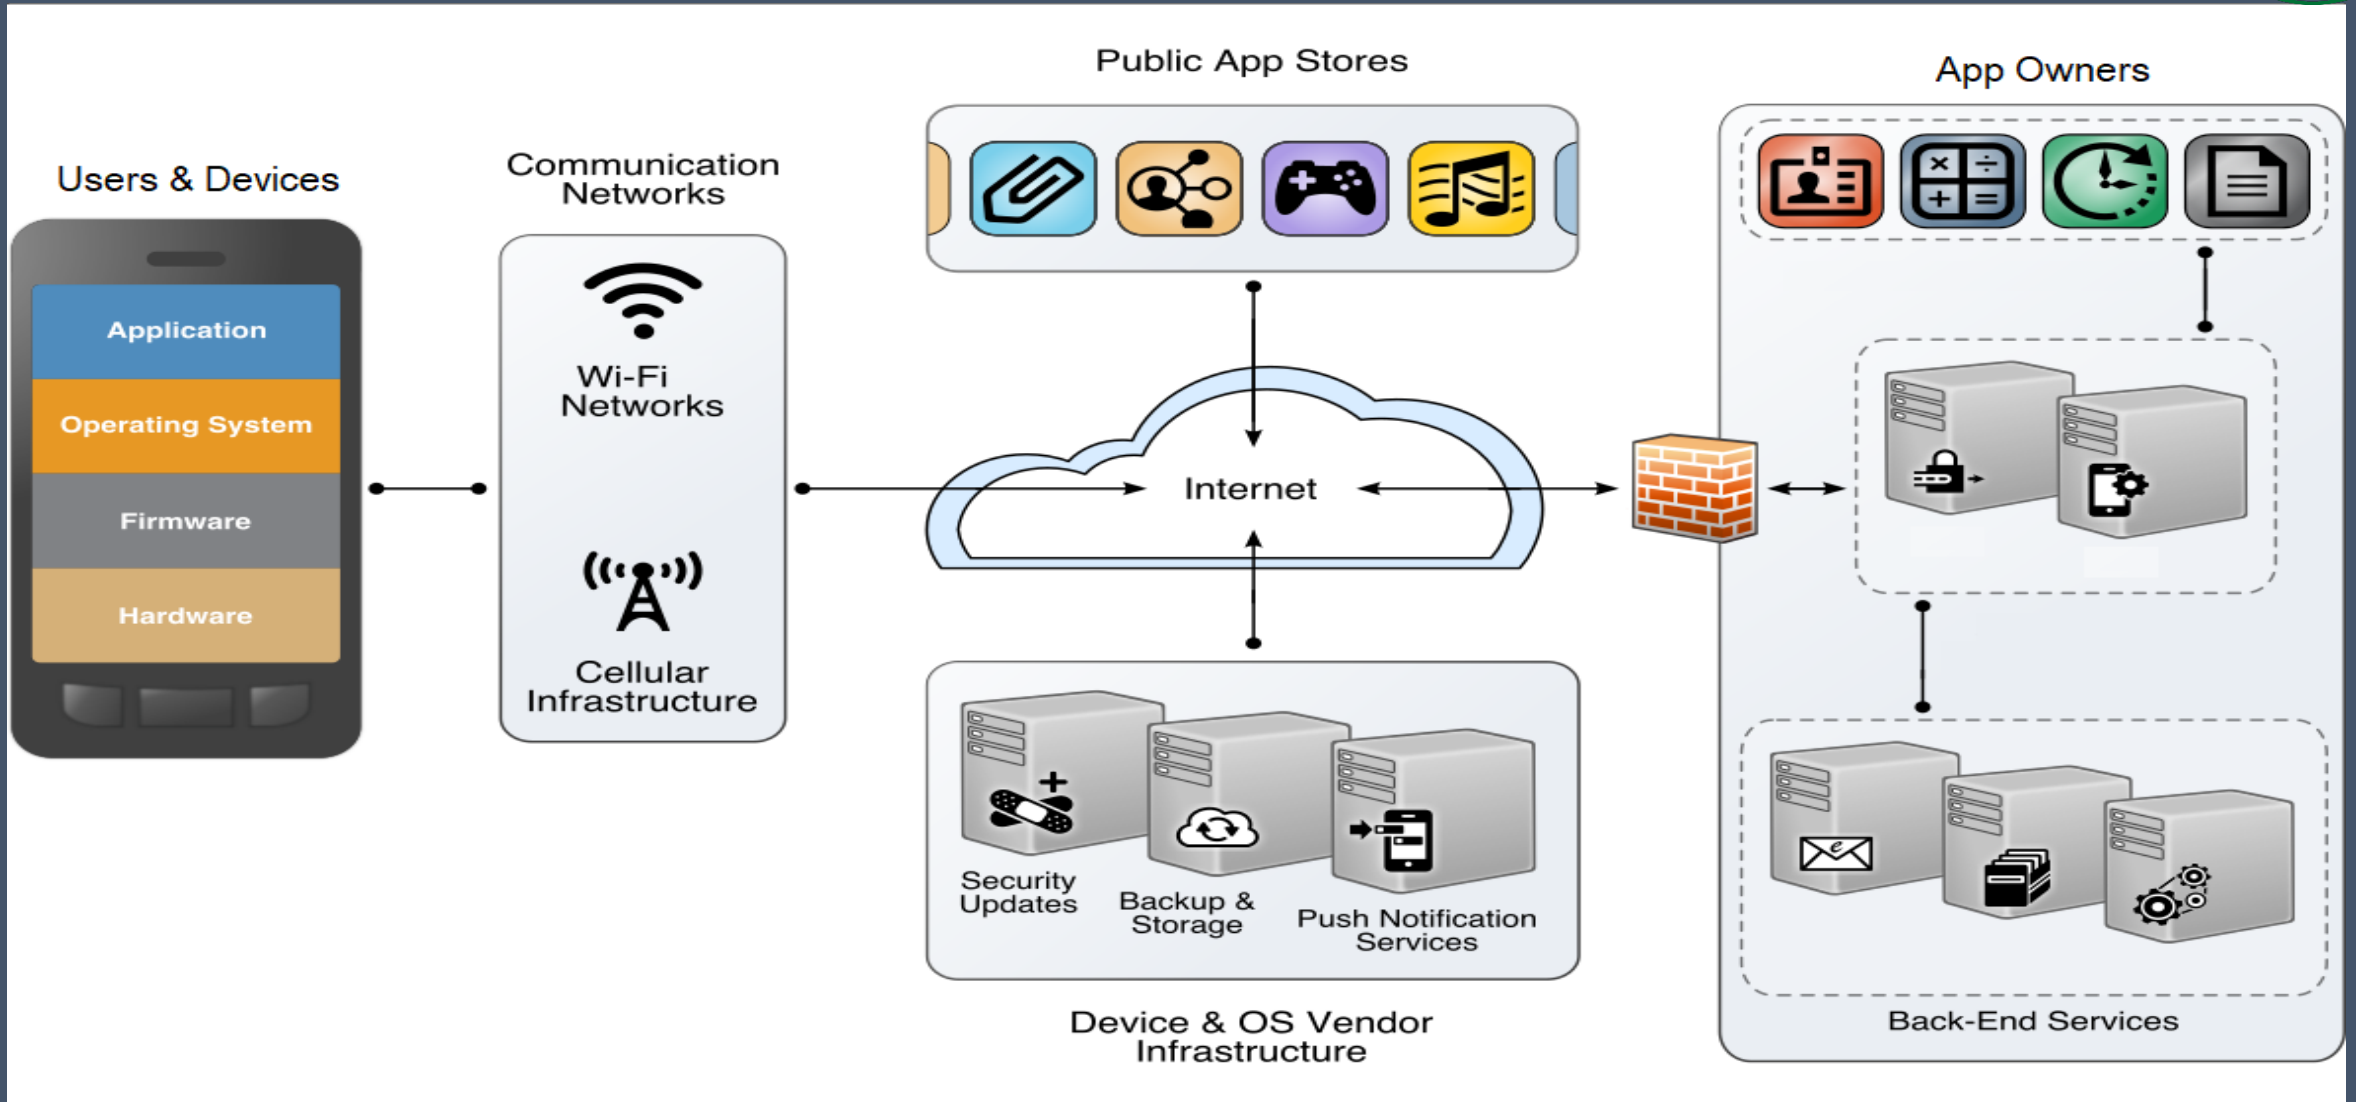 Public App Stores
App Owners
Users & Devices
Communication
Networks
Application
Operating System
Firmware
Hardware
Wi-Fi
Networks
Cellular
Infrastructure
Internet
e
Security
Updates
Backup &
Storage
Push Notification
Services
Device & OS Vendor
Infrastructure
Back-End Services